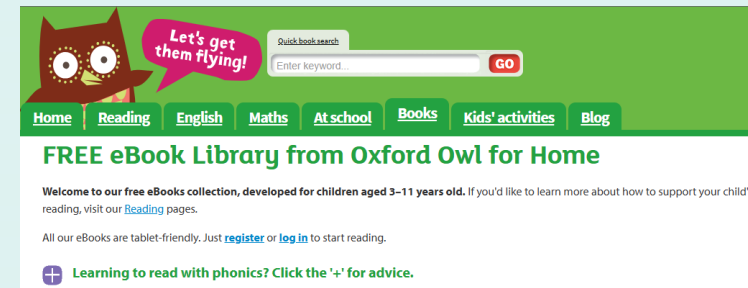 Let's get
them flying!
Quick book search
Enter keyword...
GO
Home Reading English Maths At school Books Kids' activities Blog
FREE eBook Library from Oxford Owl for Home
Welcome to our free eBooks collection, developed for children aged 3–11 years old. If you'd like to learn more about how to support your child'
reading, visit our Reading pages.
All our eBooks are tablet-friendly. Just register or log in to start reading.
Learning to read with phonics? Click the '+' for advice.